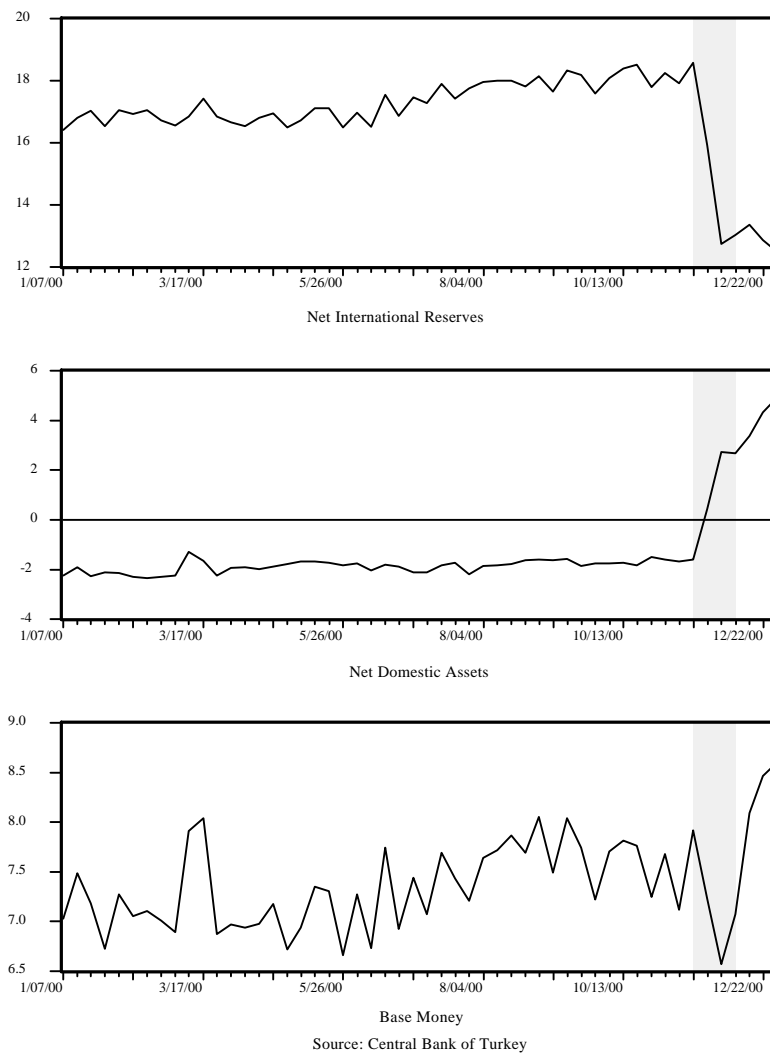 20
18
16
14
12
1/07/00 3/17/00 5/26/00 8/04/00 10/13/00 12/22/00
Net International Reserves
6
4
2
0
-2
-4
1/07/00 3/17/00 5/26/00 8/04/00 10/13/00 12/22/00
Net Domestic Assets
9.0
8.5
8.0
7.5
7.0
6.5
1/07/00 3/17/00 5/26/00 8/04/00 10/13/00 12/22/00
Base Money
Source: Central Bank of Turkey